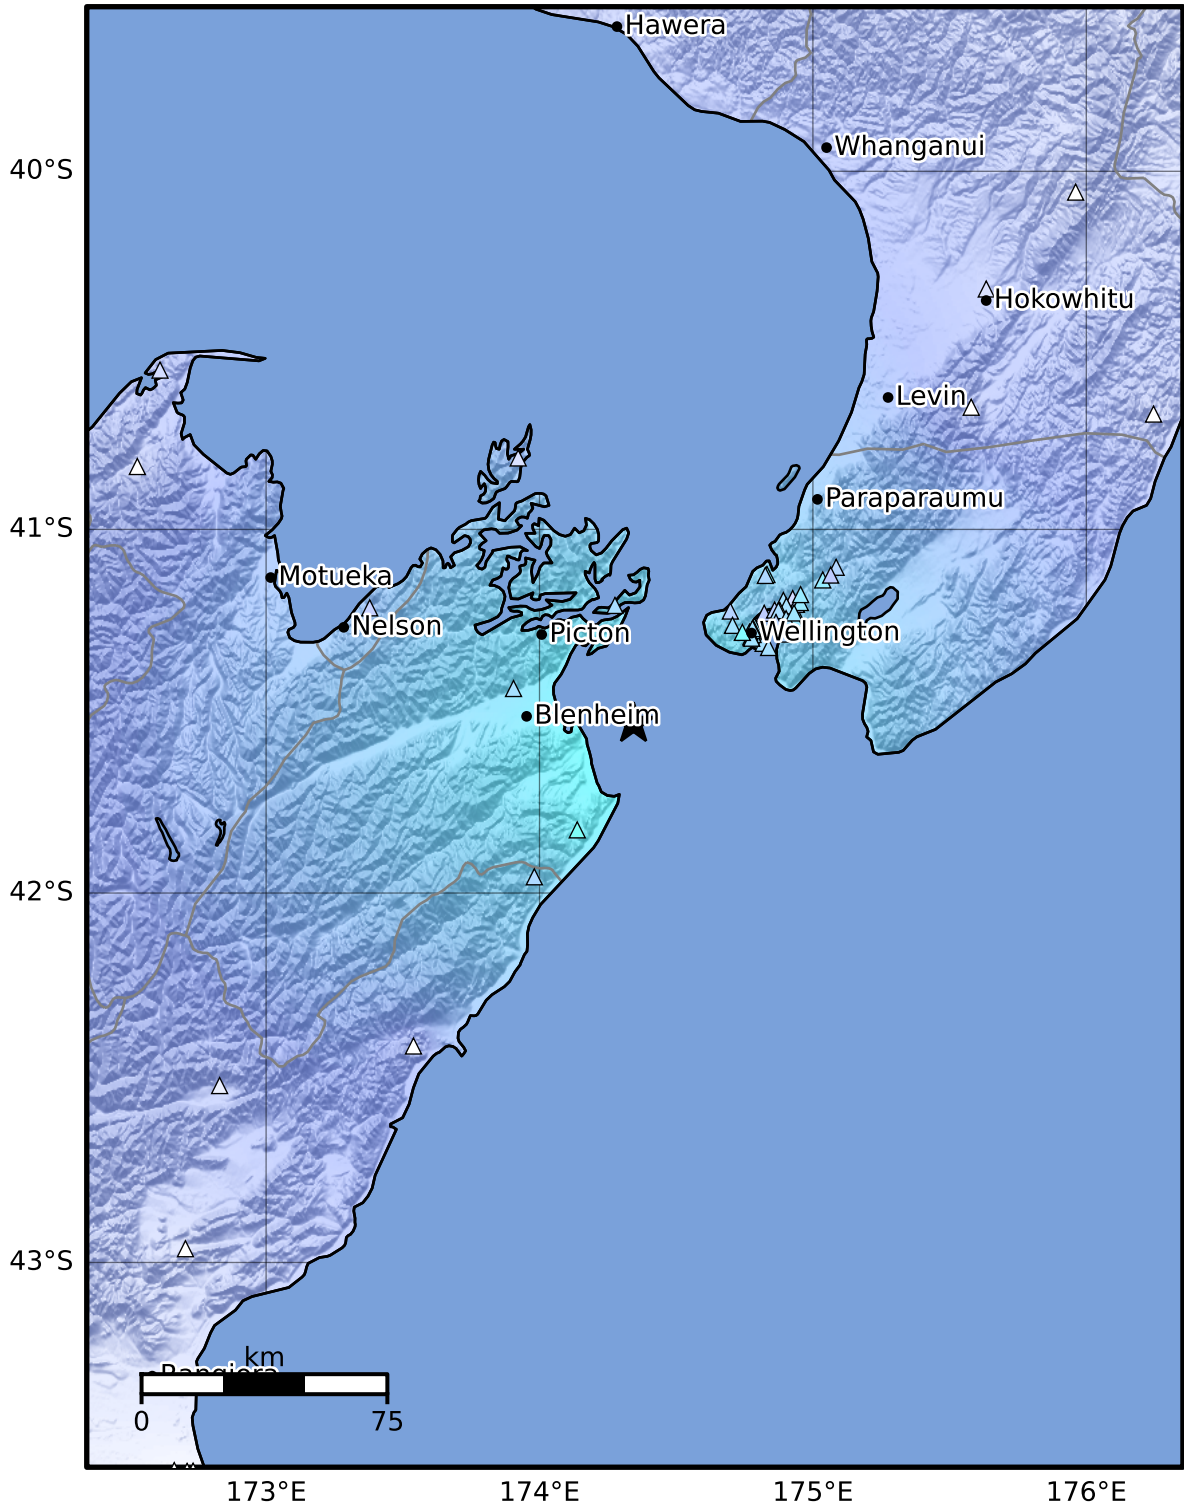 Hawera
Whanganui
40°S
Hokowhitu
Levin
Paraparaumu
41°S
Motueka
Nelson
Picton
Wellington
Blenheim
42°S
43°S
km
Rangiora
0
75
173°E
174°E
175°E
176°E